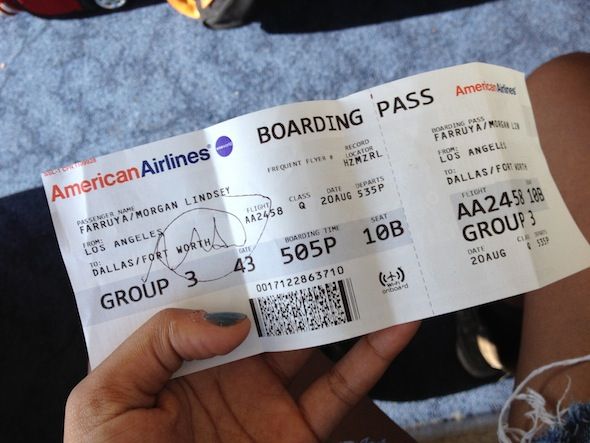 AmericanAirlines
BOARDING PASS
PASSENGER NAME
FARRUYA/MORGAN LINDSEY
FREQUENT FLYER #
RECORD LOCATOR
HZMZRL
FROM:
LOS ANGELES
TO:
DALLAS/FORT WORTH
FLIGHT
AA2458
CLASS
Q
DATE
20AUG
DEPARTS
535P
GROUP 3
GATE
43
BOARDING TIME
505P
SEAT
10B
0017122863710
Wi-Fi
onboard
AmericanAirlines
BOARDING PASS
FARRUYA/MORGAN LIN
FROM:
LOS ANGELES
TO:
DALLAS/FORT WORTH
FLIGHT
AA2458 10B
GROUP 3
DATE
20AUG
Q
535P